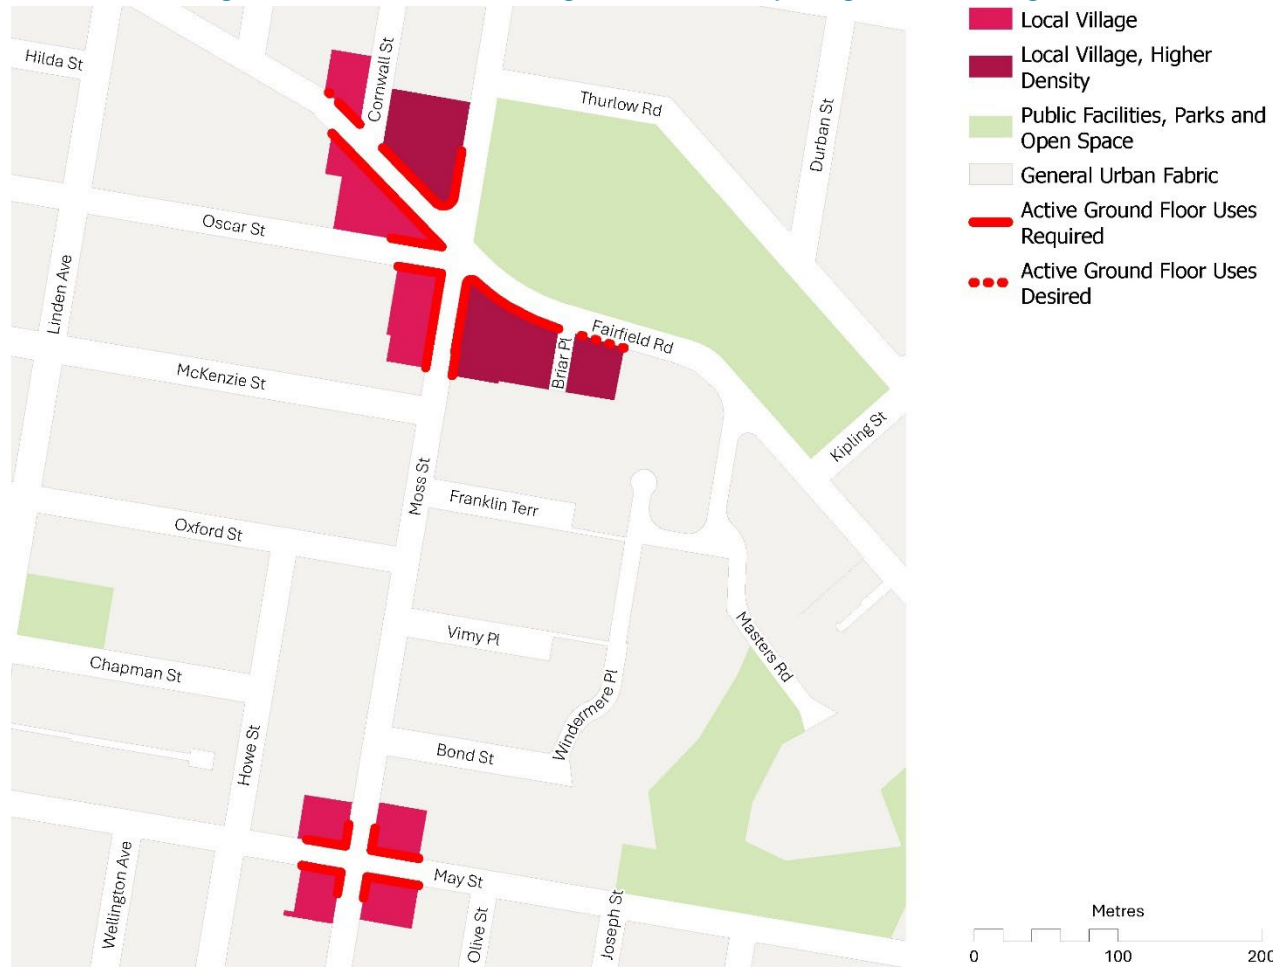 Local Village
Local Village, Higher
Density
Public Facilities, Parks and
Open Space
General Urban Fabric
Active Ground Floor Uses
Required
Active Ground Floor Uses
Desired
Hilda St
Cornwall St
Thurlow Rd
Durban St
Oscar St
Linden Ave
Fairfield Rd
Briar Pl
McKenzie St
Kipling St
Moss St
Franklin Terr
Oxford St
Vimy Pl
Masters Rd
Chapman St
Windermere Pl
Howe St
Bond St
May St
Wellington Ave
Olive St
Joseph St
Metres
0 100 200